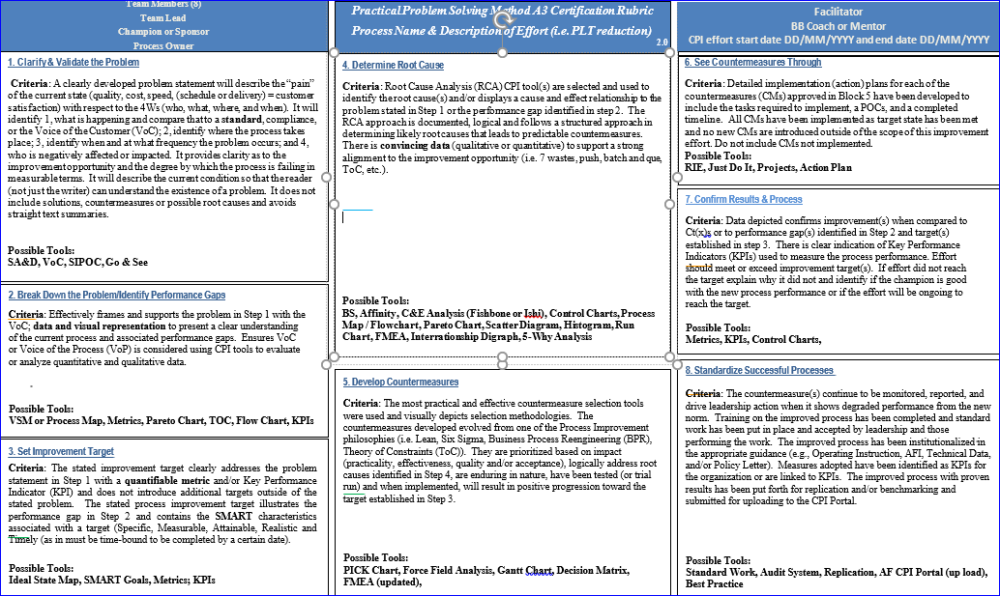 Team Members (8)
Team Lead
Champion or Sponsor
Process Owner
Practical Problem Solving Method A3 Certification Rubric
Process Name & Description of Effort (i.e. PLT reduction)
2.0
Facilitator
BB Coach or Mentor
CPI effort start date DD/MM/YYYY and end date DD/MM/YYYY
1. Clarify & Validate the Problem
Criteria: A clearly developed problem statement will describe the "pain"
of the current state (quality, cost, speed, (schedule or delivery) = customer
satisfaction) with respect to the 4Ws (who, what, where, and when). It will
identify 1, what is happening and compare that to a standard, compliance,
or the Voice of the Customer (VoC); 2, identify where the process takes
place; 3, identify when and at what frequency the problem occurs; and 4,
who is negatively affected or impacted. It provides clarity as to the
improvement opportunity and the degree by which the process is failing in
measurable terms. It will describe the current condition so that the reader
(not just the writer) can understand the existence of a problem. It does not
include solutions, countermeasures or possible root causes and avoids
straight text summaries.
Possible Tools:
SA&D, VoC, SIPOC, Go & See
2. Break Down the Problem/Identify Performance Gaps
Criteria: Effectively frames and supports the problem in Step 1 with the
VoC; data and visual representation to present a clear understanding
of the current process and associated performance gaps. Ensures VoC
or Voice of the Process (VoP) is considered using CPI tools to evaluate
or analyze quantitative and qualitative data.
Possible Tools:
VSM or Process Map, Metrics, Pareto Chart, TOC, Flow Chart, KPIs
3. Set Improvement Target
Criteria: The stated improvement target clearly addresses the problem
statement in Step 1 with a quantifiable metric and/or Key Performance
Indicator (KPI) and does not introduce additional targets outside of the
stated problem. The stated process improvement target illustrates the
performance gap in Step 2 and contains the SMART characteristics
associated with a target (Specific, Measurable, Attainable, Realistic and
Timely (as in must be time-bound to be completed by a certain date).
Possible Tools:
Ideal State Map, SMART Goals, Metrics; KPIs
4. Determine Root Cause
Criteria: Root Cause Analysis (RCA) CPI tool(s) are selected and used to
identify the root cause(s) and/or displays a cause and effect relationship to the
problem stated in Step 1 or the performance gap identified in step 2. The
RCA approach is documented, logical and follows a structured approach in
determining likely root causes that leads to predictable countermeasures.
There is convincing data (qualitative or quantitative) to support a strong
alignment to the improvement opportunity (i.e. 7 wastes, push, batch and que,
ToC, etc.).
Possible Tools:
BS, Affinity, C&E Analysis (Fishbone or Ishi), Control Charts, Process
Map / Flowchart, Pareto Chart, Scatter Diagram, Histogram, Run
Chart, FMEA, Interrationship Digraph, 5-Why Analysis
5. Develop Countermeasures
Criteria: The most practical and effective countermeasure selection tools
were used and visually depicts selection methodologies. The
countermeasures developed evolved from one of the Process Improvement
philosophies (i.e. Lean, Six Sigma, Business Process Reengineering (BPR),
Theory of Constraints (ToC)). They are prioritized based on impact
(practicality, effectiveness, quality and/or acceptance), logically address root
causes identified in Step 4, are enduring in nature, have been tested (or trial
run) and when implemented, will result in positive progression toward the
target established in Step 3.
Possible Tools:
PICK Chart, Force Field Analysis, Gantt Chart, Decision Matrix,
FMEA (updated),
6. See Countermeasures Through
Criteria: Detailed implementation (action) plans for each of the
countermeasures (CMs) approved in Block 5 have been developed to
include the tasks required to implement, a POCs, and a completed
timeline. All CMs have been implemented as target state has been met
and no new CMs are introduced outside of the scope of this improvement
effort. Do not include CMs not implemented.
Possible Tools:
RIE, Just Do It, Projects, Action Plan
7. Confirm Results & Process
Criteria: Data depicted confirms improvement(s) when compared to
Ct(x)s or to performance gap(s) identified in Step 2 and target(s)
established in step 3. There is clear indication of Key Performance
Indicators (KPIs) used to measure the process performance. Effort
should meet or exceed improvement target(s). If effort did not reach
the target explain why it did not and identify if the champion is good
with the new process performance or if the effort will be ongoing to
reach the target.
Possible Tools:
Metrics, KPIs, Control Charts,
8. Standardize Successful Processes
Criteria: The countermeasure(s) continue to be monitored, reported, and
drive leadership action when it shows degraded performance from the new
norm. Training on the improved process has been completed and standard
work has been put in place and accepted by leadership and those
performing the work. The improved process has been institutionalized in
the appropriate guidance (e.g., Operating Instruction, AFI, Technical Data,
and/or Policy Letter). Measures adopted have been identified as KPIs for
the organization or are linked to KPIs. The improved process with proven
results has been put forth for replication and/or benchmarking and
submitted for uploading to the CPI Portal.
Possible Tools:
Standard Work, Audit System, Replication, AF CPI Portal (up load),
Best Practice